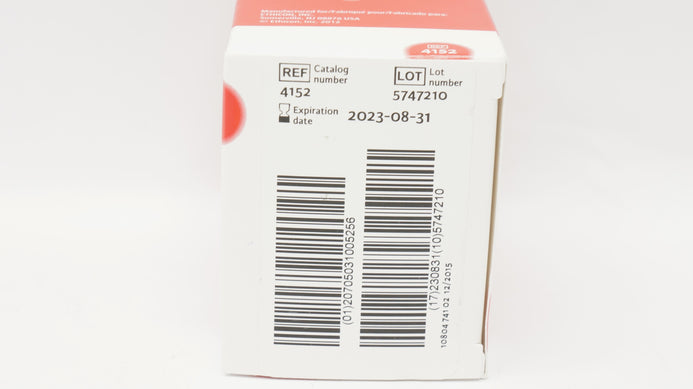 Manufactured for/Fabriqué pour/Fabricado para:
ETHICON, INC.
Somerville, NJ 08876 USA
© Ethicon, Inc. 2012
REF
4152
REF Catalog number
4152
LOT Lot number
5747210
Expiration date 2023-08-31
(01)20705031005256
(17)230831(10)5747210
10804741 02 12/2015